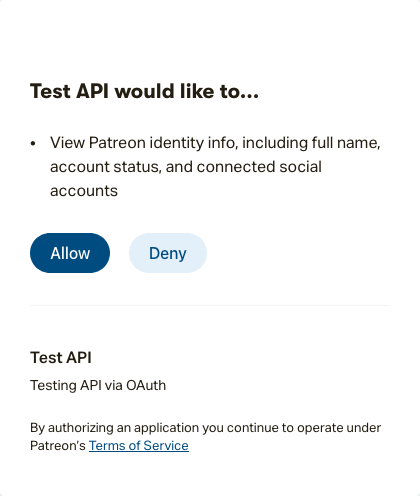 Test API would like to...
• View Patreon identity info, including full name,
account status, and connected social
accounts
Allow Deny
Test API
Testing API via OAuth
By authorizing an application you continue to operate under
Patreon’s Terms of Service